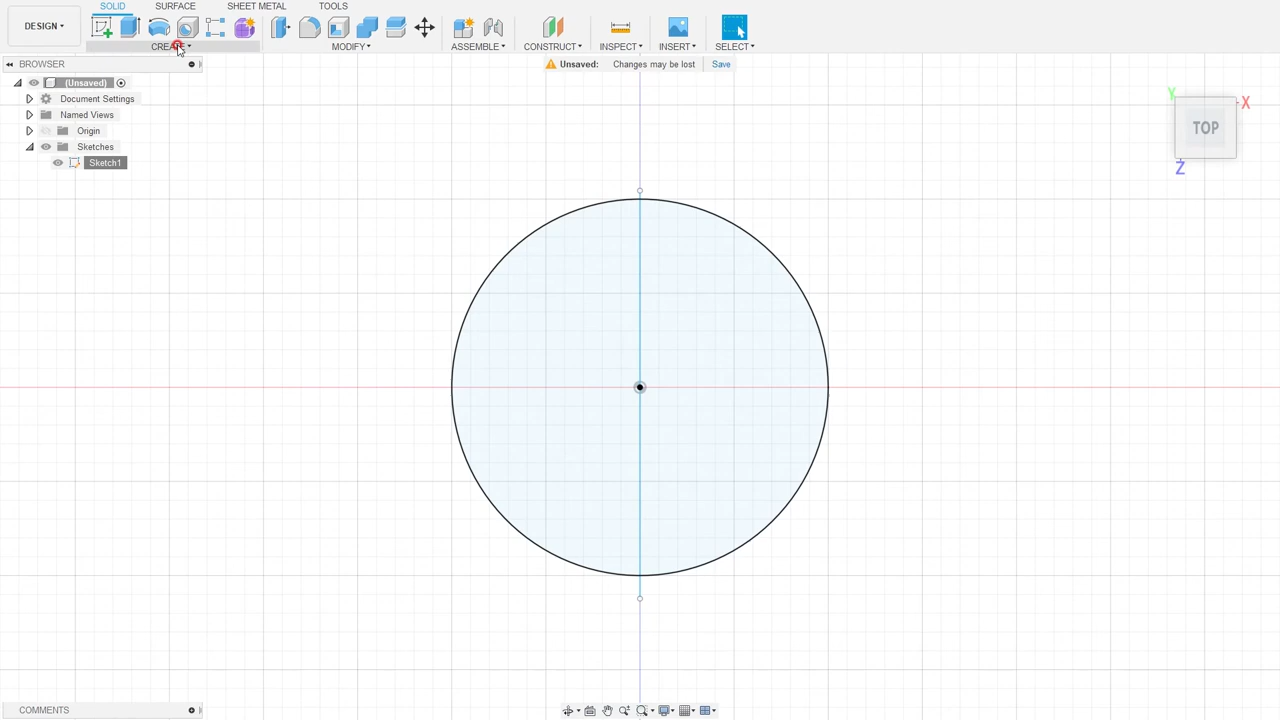 SOLID SURFACE SHEET METAL TOOLS
DESIGN▾
CREATE▾ MODIFY▾ ASSEMBLE▾ CONSTRUCT▾ INSPECT▾ INSERT▾ SELECT▾
BROWSER
Unsaved: Changes may be lost Save
(Unsaved)
Document Settings
Named Views
Origin
Sketches
Sketch1
Y
X
TOP
Z
COMMENTS